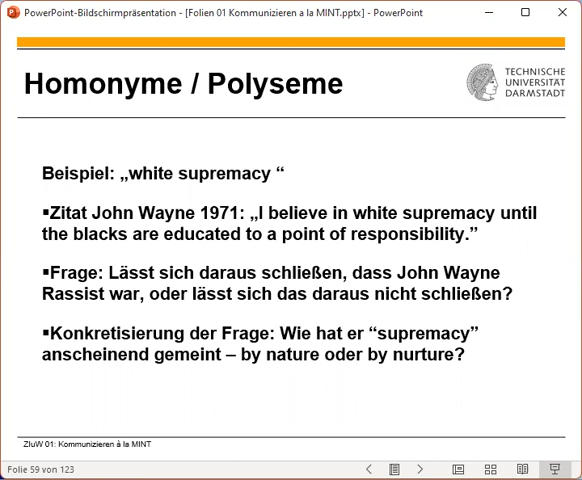 PowerPoint-Bildschirmpräsentation - [Folien 01 Kommunizieren a la MINT.pptx] - PowerPoint
Homonyme / Polyseme
TECHNISCHE
UNIVERSITÄT
DARMSTADT
Beispiel: „white supremacy “
▪Zitat John Wayne 1971: „I believe in white supremacy until
the blacks are educated to a point of responsibility.”
▪Frage: Lässt sich daraus schließen, dass John Wayne
Rassist war, oder lässt sich das daraus nicht schließen?
▪Konkretisierung der Frage: Wie hat er “supremacy”
anscheinend gemeint – by nature oder by nurture?
ZIuW 01: Kommunizieren à la MINT
Folie 59 von 123